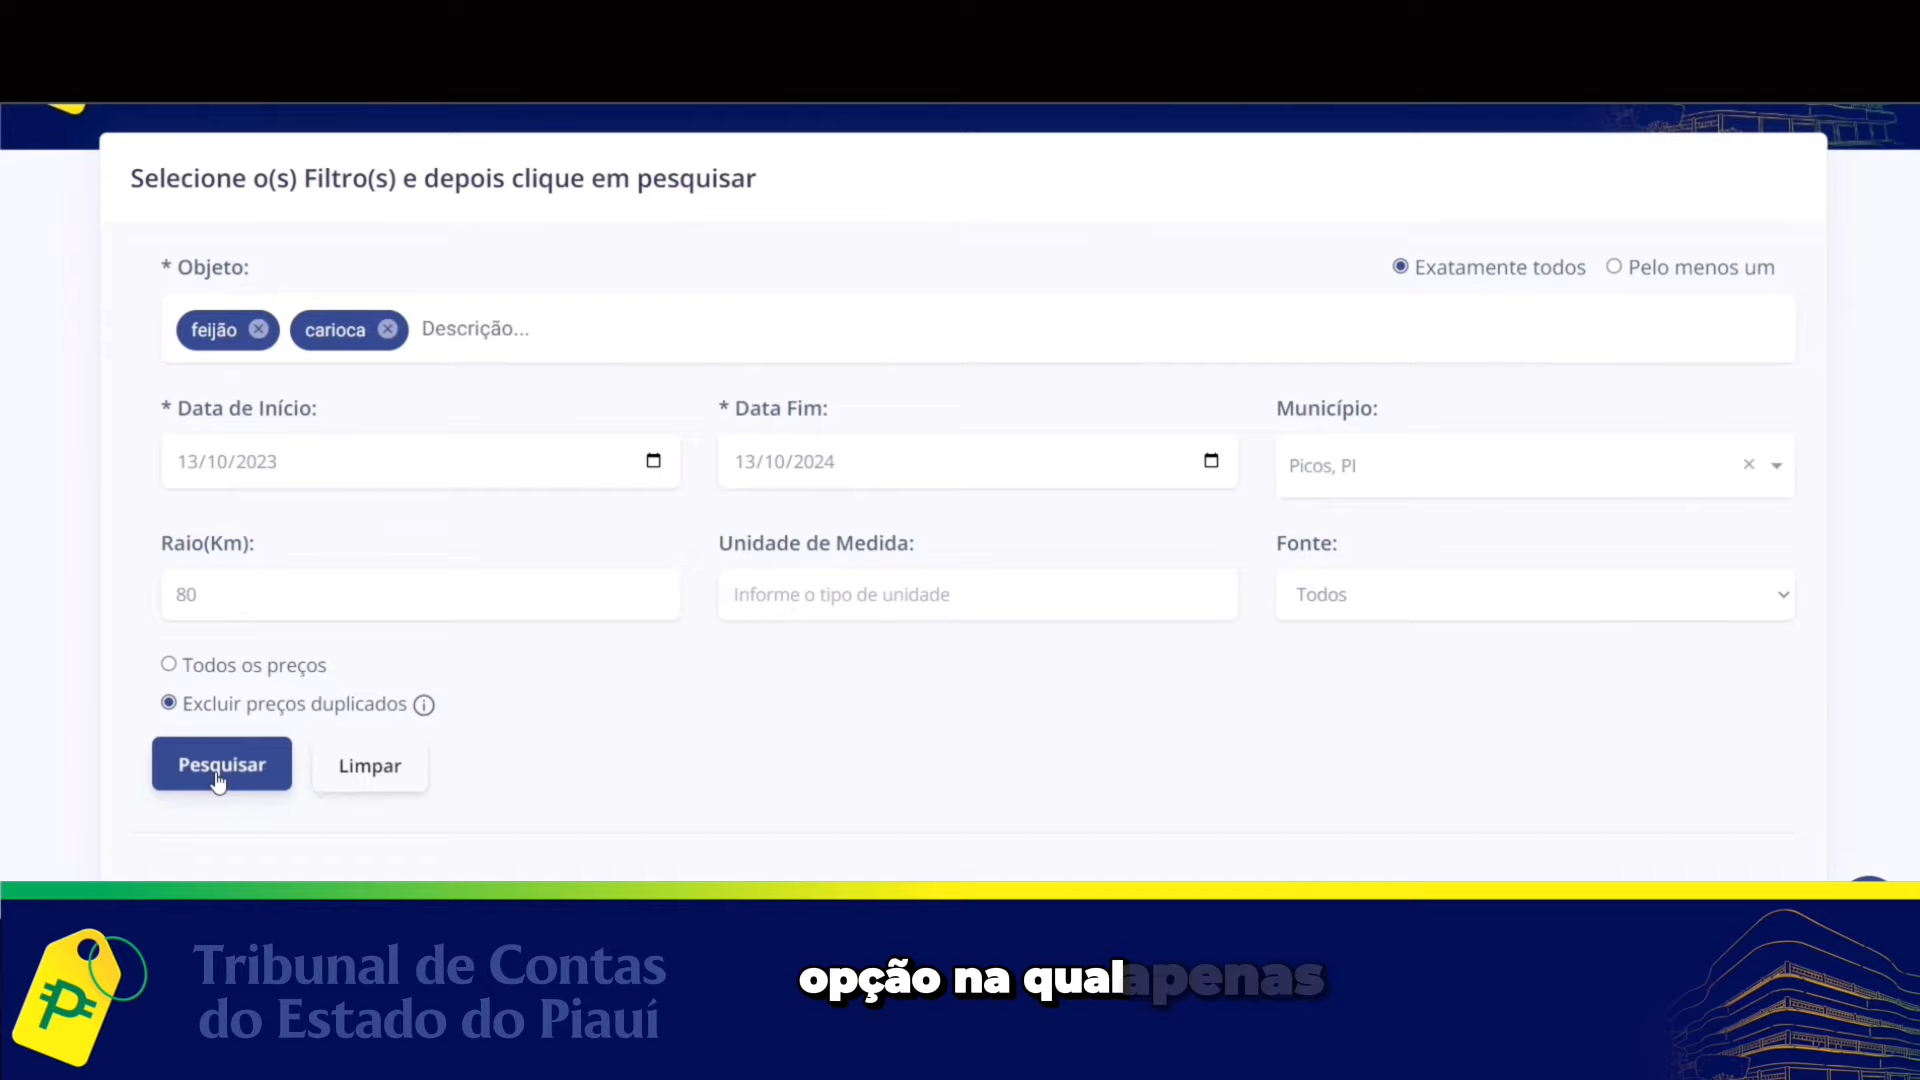 Selecione o(s) Filtro(s) e depois clique em pesquisar
* Objeto:
Exatamente todos
Pelo menos um
feijão
carioca
Descrição...
* Data de Início:
* Data Fim:
Município:
13/10/2023
13/10/2024
Picos, PI
Raio(Km):
Unidade de Medida:
Fonte:
80
Informe o tipo de unidade
Todos
Todos os preços
Excluir preços duplicados
Pesquisar
Limpar
Tribunal de Contas
do Estado do Piauí
opção na qual apenas